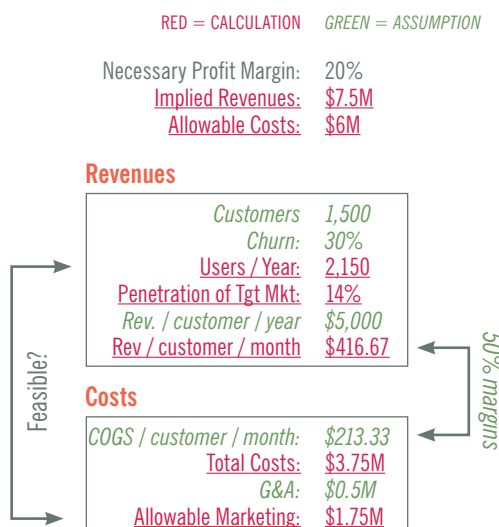 RED = CALCULATION GREEN = ASSUMPTION
Necessary Profit Margin: 20%
Implied Revenues: $7.5M
Allowable Costs: $6M
Revenues
Customers 1,500
Churn: 30%
Users / Year: 2,150
Penetration of Tgt Mkt: 14%
Rev. / customer / year $5,000
Rev / customer / month $416.67
Feasible?
50% margins
Costs
COGS / customer / month: $213.33
Total Costs: $3.75M
G&A: $0.5M
Allowable Marketing: $1.75M